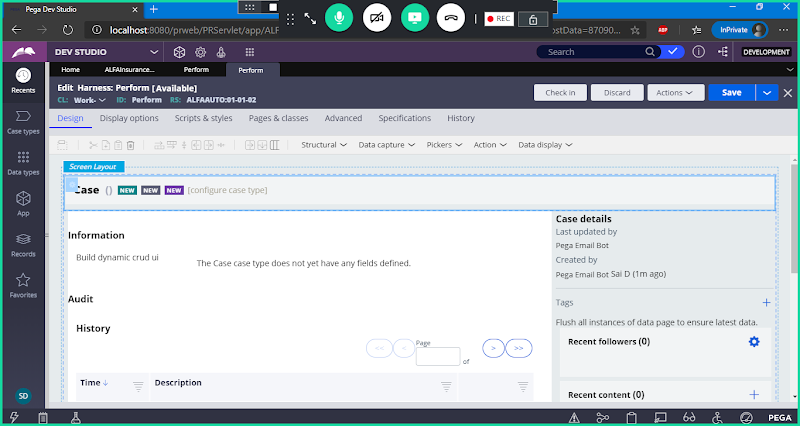 Pega Dev Studio
localhost:8080/prweb/PRServlet/app/ALF
REC
ostData=87090...
ABP
InPrivate
DEV STUDIO
Search
DEVELOPMENT
Recents
Home
ALFAInsurance...
Perform
Perform
Edit Harness: Perform [Available]
CL: Work- ID: Perform RS: ALFAAUTO:01-01-02
Check in
Discard
Actions
Save
Case types
Design
Display options
Scripts & styles
Pages & classes
Advanced
Specifications
History
Data types
Structural
Data capture
Pickers
Action
Data display
Screen Layout
App
Case () NEW NEW NEW [configure case type]
Records
Favorites
Information
Build dynamic crud ui
The Case case type does not yet have any fields defined.
Audit
History
<< < Page of > >>
Time Description
Case details
Last updated by
Pega Email Bot
Created by
Pega Email Bot Sai D (1m ago)
Tags
Flush all instances of data page to ensure latest data.
Recent followers (0)
Recent content (0)
SD
PEGA